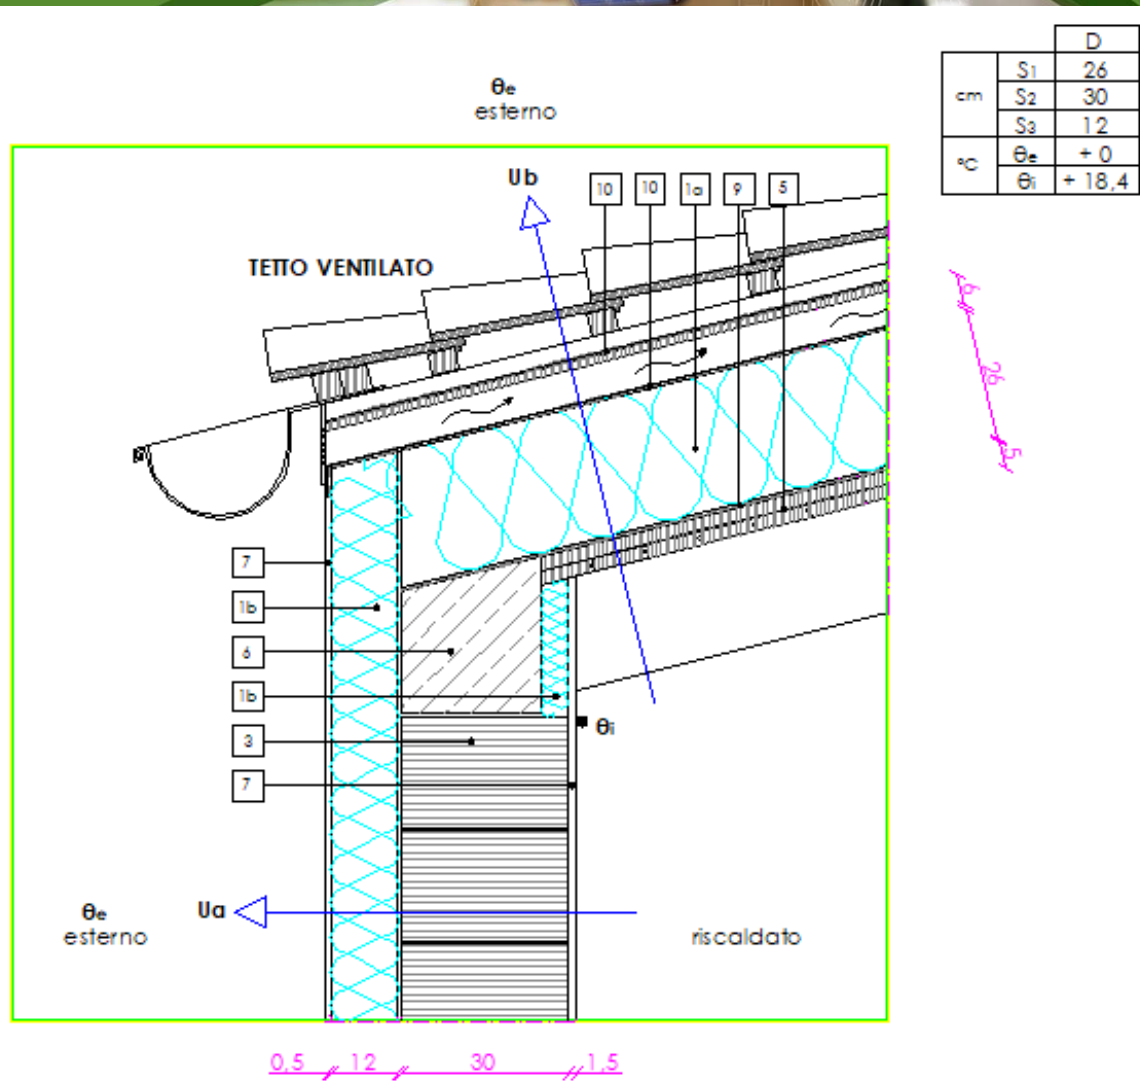 D
cm S1 26
S2 30
S3 12
°C θe + 0
θi + 18,4
θe
esterno
Ub
10 10 1a 9 5
TETTO VENTILATO
6
26
5
7
1b
6
1b
θi
3
7
θe
esterno
Ua
riscaldato
0,5 12 30 1,5